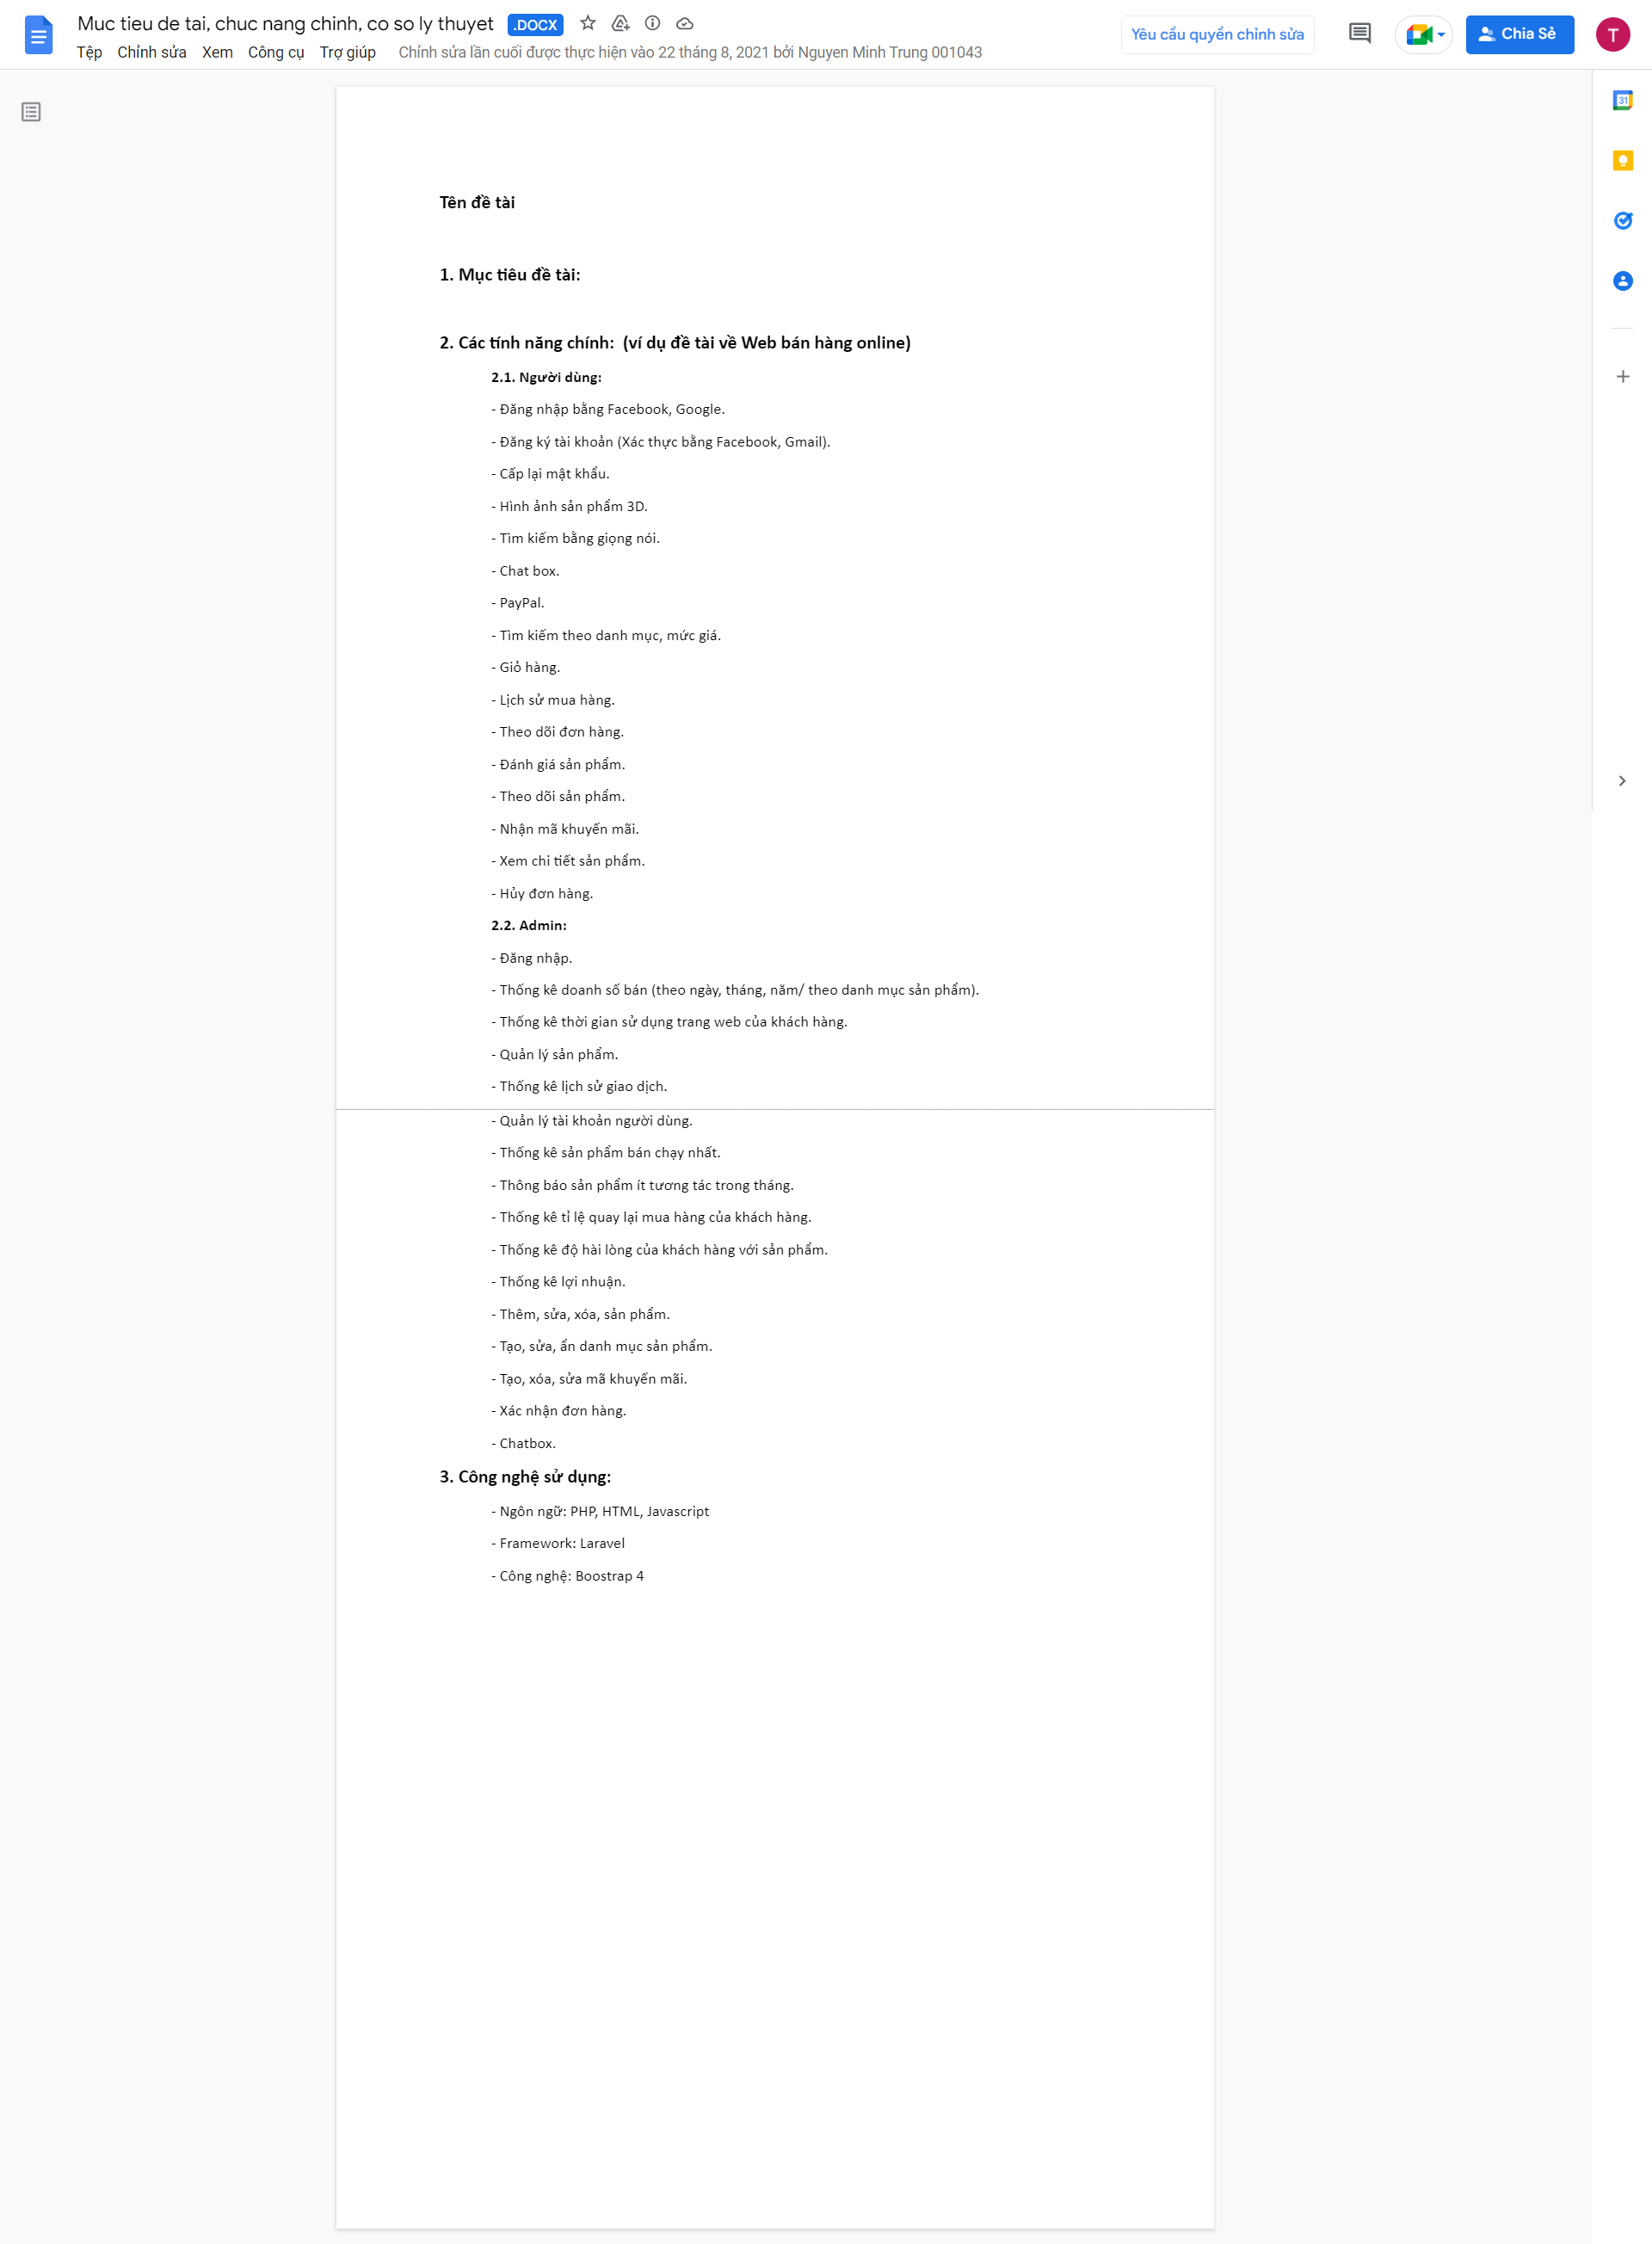 Muc tieu de tai, chuc nang chinh, co so ly thuyet .DOCX
Tệp Chỉnh sửa Xem Công cụ Trợ giúp Chỉnh sửa lần cuối được thực hiện vào 22 tháng 8, 2021 bởi Nguyen Minh Trung 001043
Yêu cầu quyền chỉnh sửa
Chia Sẻ
T
31
Tên đề tài
1. Mục tiêu đề tài:
2. Các tính năng chính: (ví dụ đề tài về Web bán hàng online)
2.1. Người dùng:
- Đăng nhập bằng Facebook, Google.
- Đăng ký tài khoản (Xác thực bằng Facebook, Gmail).
- Cấp lại mật khẩu.
- Hình ảnh sản phẩm 3D.
- Tìm kiếm bằng giọng nói.
- Chat box.
- PayPal.
- Tìm kiếm theo danh mục, mức giá.
- Giỏ hàng.
- Lịch sử mua hàng.
- Theo dõi đơn hàng.
- Đánh giá sản phẩm.
- Theo dõi sản phẩm.
- Nhận mã khuyến mãi.
- Xem chi tiết sản phẩm.
- Hủy đơn hàng.
2.2. Admin:
- Đăng nhập.
- Thống kê doanh số bán (theo ngày, tháng, năm/ theo danh mục sản phẩm).
- Thống kê thời gian sử dụng trang web của khách hàng.
- Quản lý sản phẩm.
- Thống kê lịch sử giao dịch.
- Quản lý tài khoản người dùng.
- Thống kê sản phẩm bán chạy nhất.
- Thông báo sản phẩm ít tương tác trong tháng.
- Thống kê tỉ lệ quay lại mua hàng của khách hàng.
- Thống kê độ hài lòng của khách hàng với sản phẩm.
- Thống kê lợi nhuận.
- Thêm, sửa, xóa, sản phẩm.
- Tạo, sửa, ẩn danh mục sản phẩm.
- Tạo, xóa, sửa mã khuyến mãi.
- Xác nhận đơn hàng.
- Chatbox.
3. Công nghệ sử dụng:
- Ngôn ngữ: PHP, HTML, Javascript
- Framework: Laravel
- Công nghệ: Boostrap 4